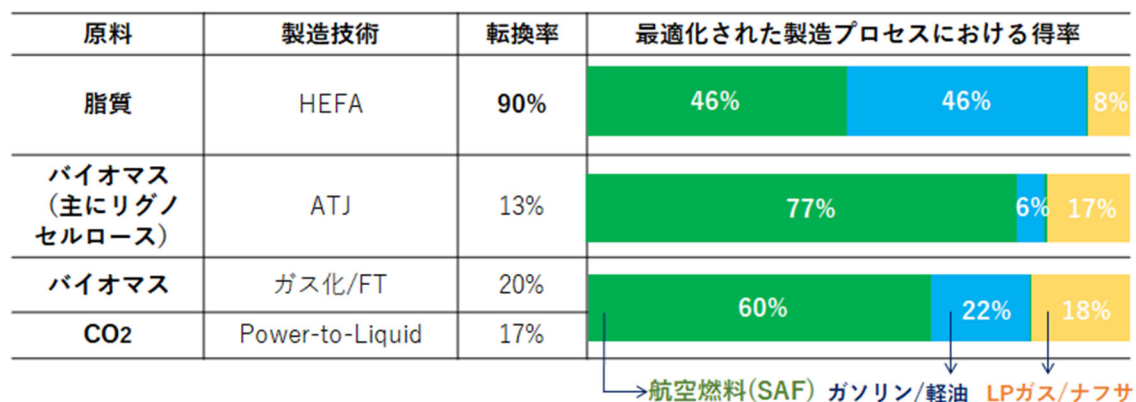 原料 製造技術 転換率 最適化された製造プロセスにおける得率
脂質 HEFA 90% 46% 46% 8%
バイオマス
（主にリグノ
セルロース） ATJ 13% 77% 6% 17%
バイオマス ガス化/FT 20%
60% 22% 18%
CO2 Power-to-Liquid 17%
航空燃料(SAF) ガソリン/軽油 LPガス/ナフサ